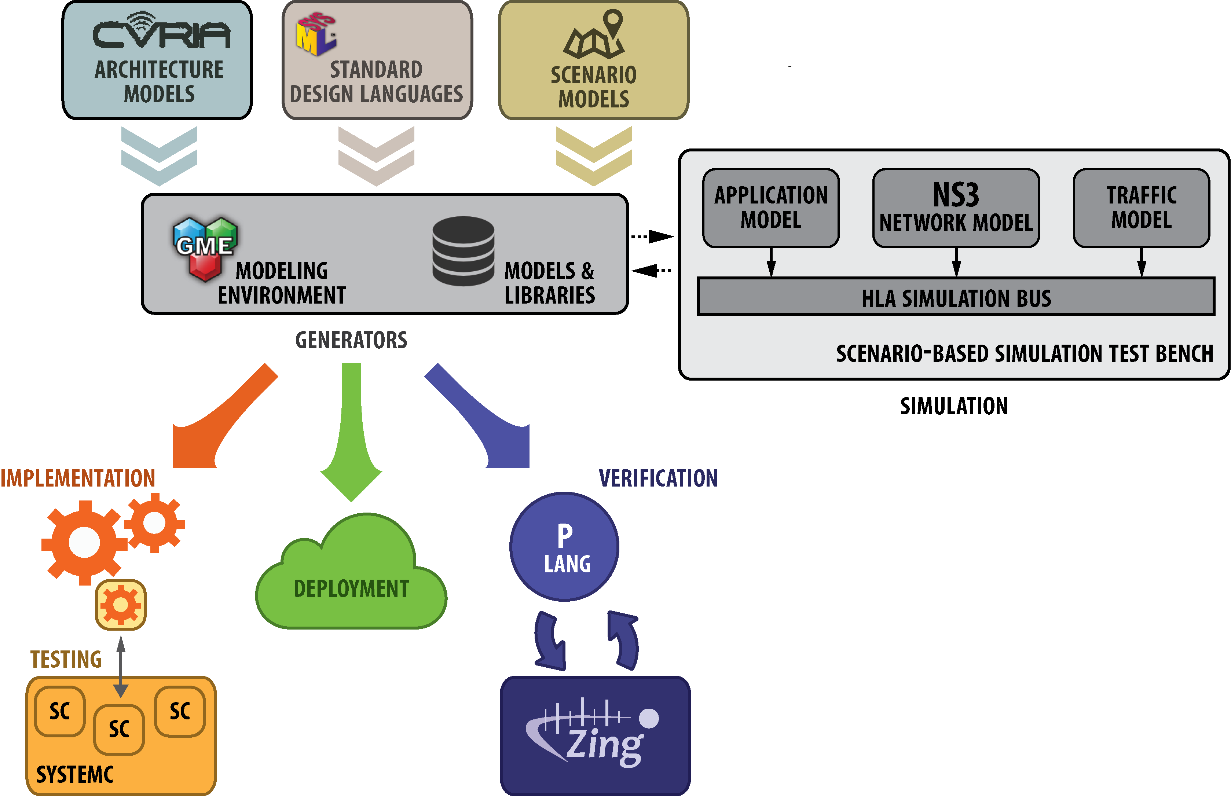 CVRIA
ARCHITECTURE
MODELS
SYS
ML
STANDARD
DESIGN LANGUAGES
SCENARIO
MODELS
GME
MODELING
ENVIRONMENT
MODELS &
LIBRARIES
APPLICATION
MODEL
NS3
NETWORK MODEL
TRAFFIC
MODEL
HLA SIMULATION BUS
SCENARIO-BASED SIMULATION TEST BENCH
SIMULATION
GENERATORS
IMPLEMENTATION
VERIFICATION
P
LANG
DEPLOYMENT
TESTING
SC
SC
SC
SYSTEMC
Zing